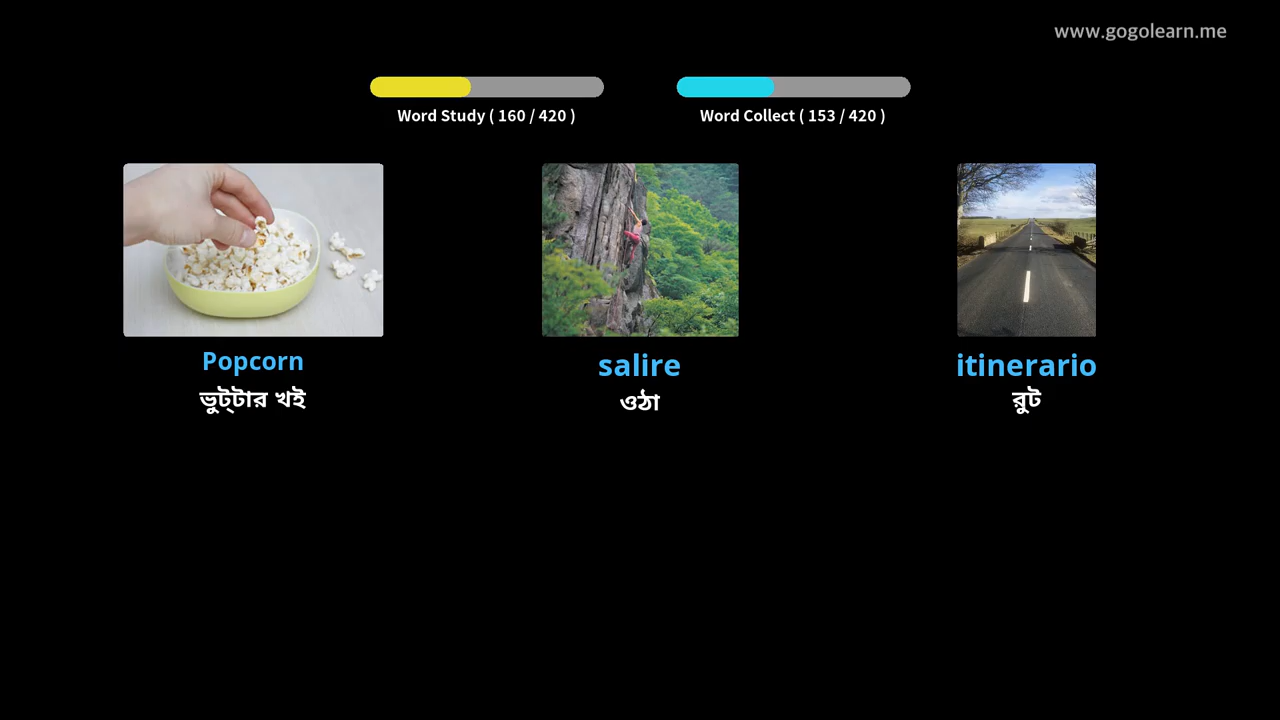 www.gogolearn.me
Word Study ( 160 / 420 )
Word Collect ( 153 / 420 )
Popcorn
ভুট্টার খই
salire
ওঠা
itinerario
রুট